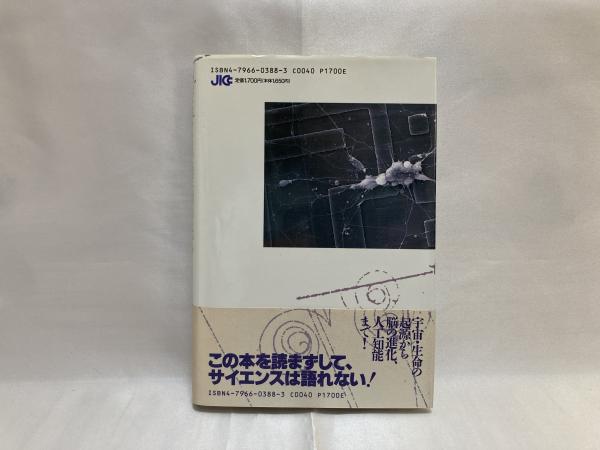 ISBN4-7966-0388-3 C0040 P1700E
JICC 定価1,700円(本体1,650円)
宇宙・生命の
起源から
脳の進化、
人工知能
まで!
この本を読まずして、
サイエンスは語れない!
ISBN4-7966-0388-3 C0040 P1700E